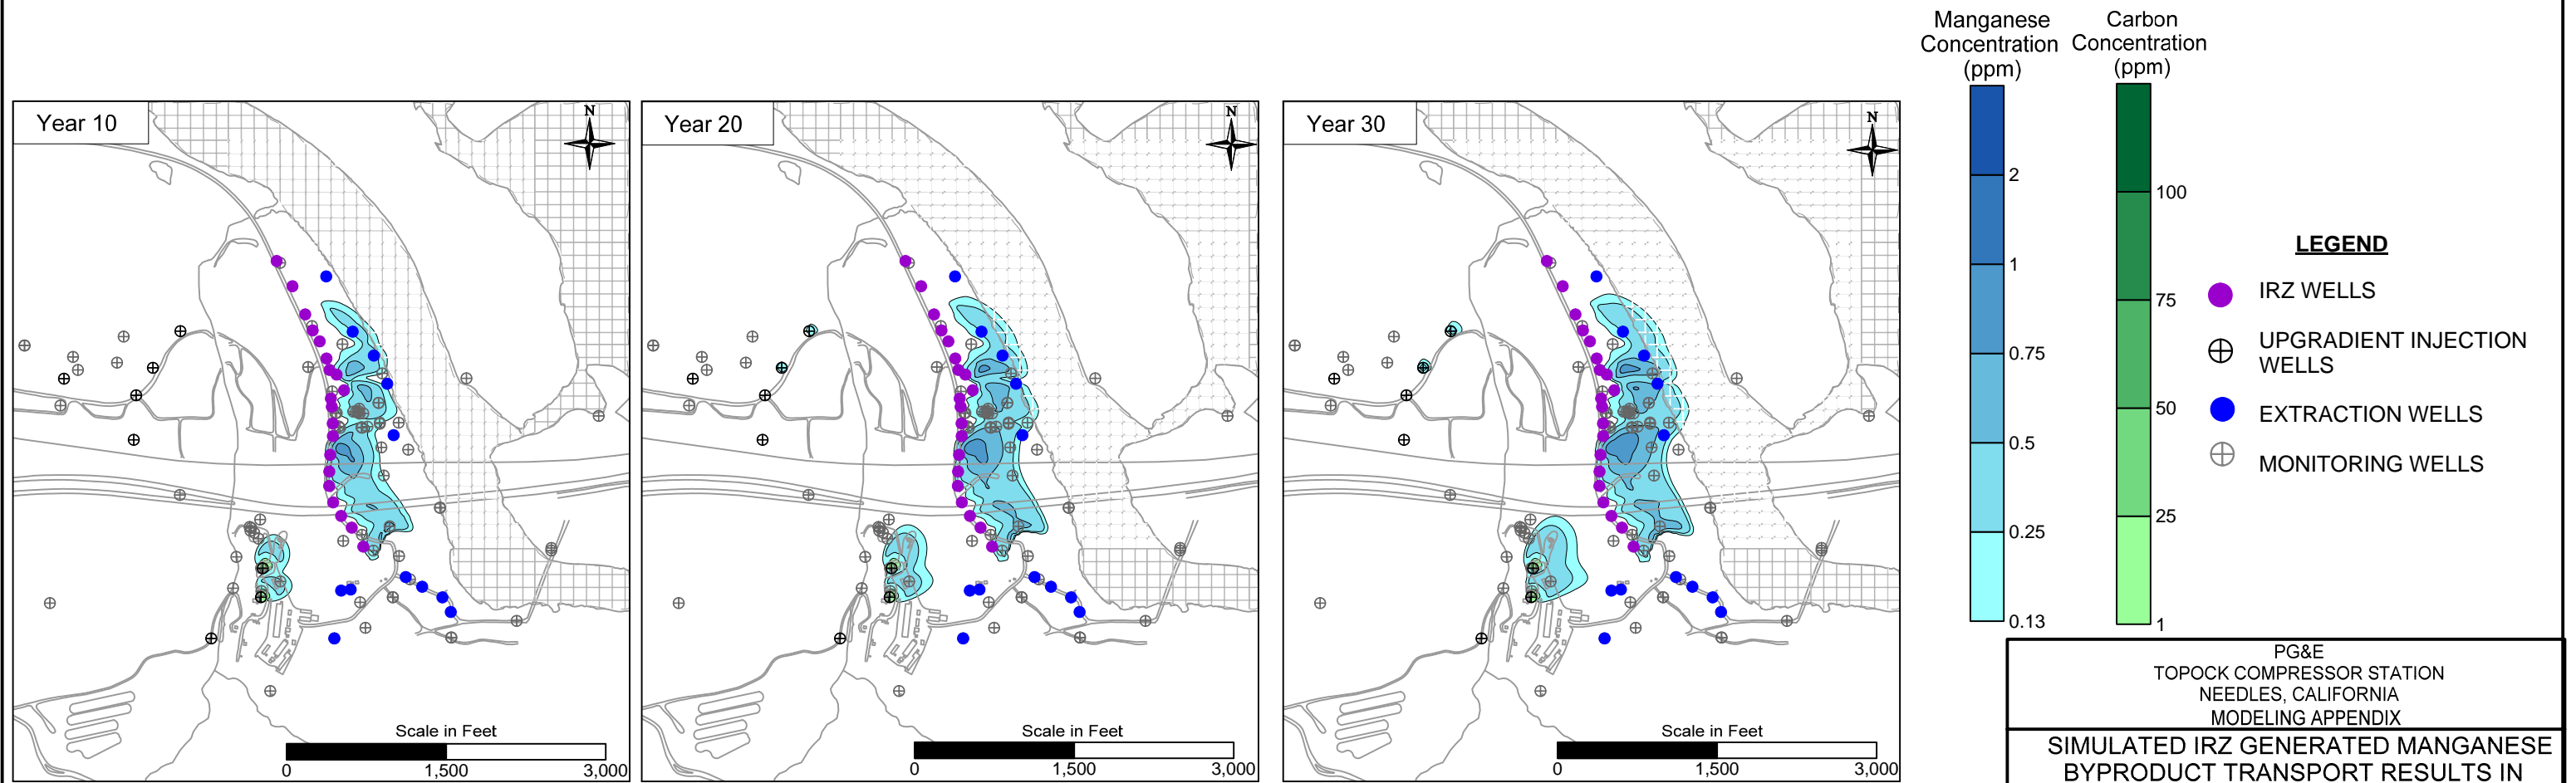 Year 10
N
Scale in Feet
0
1,500
3,000
Year 20
N
Scale in Feet
0
1,500
3,000
Year 30
N
Scale in Feet
0
1,500
3,000
Manganese
Concentration
(ppm)
2
1
0.75
0.5
0.25
0.13
Carbon
Concentration
(ppm)
100
75
50
25
1
LEGEND
IRZ WELLS
UPGRADIENT INJECTION
WELLS
EXTRACTION WELLS
MONITORING WELLS
PG&E
TOPOCK COMPRESSOR STATION
NEEDLES, CALIFORNIA
MODELING APPENDIX
SIMULATED IRZ GENERATED MANGANESE
BYPRODUCT TRANSPORT RESULTS IN